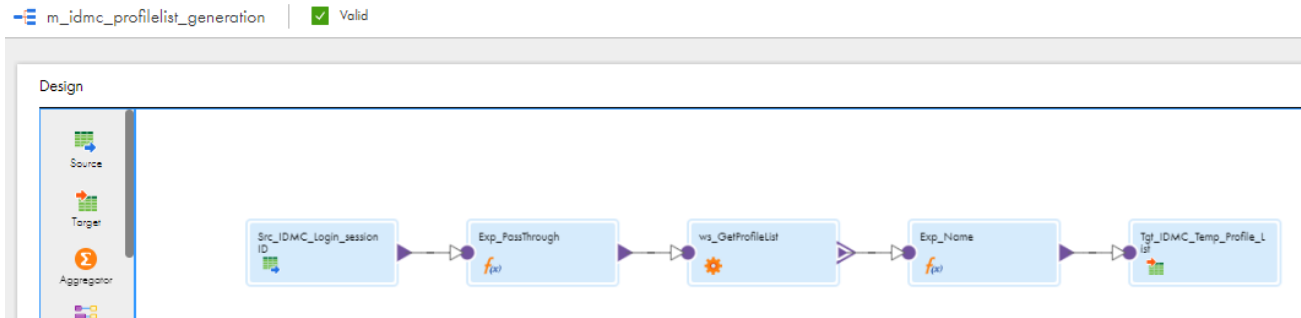 m_idmc_profilelist_generation
Valid
Design
Source
Target
Aggregator
Src_IDMC_Login_session
ID
Exp_PassThrough
f(x)
ws_GetProfileList
Exp_Name
f(x)
Tgt_IDMC_Temp_Profile_L
ist